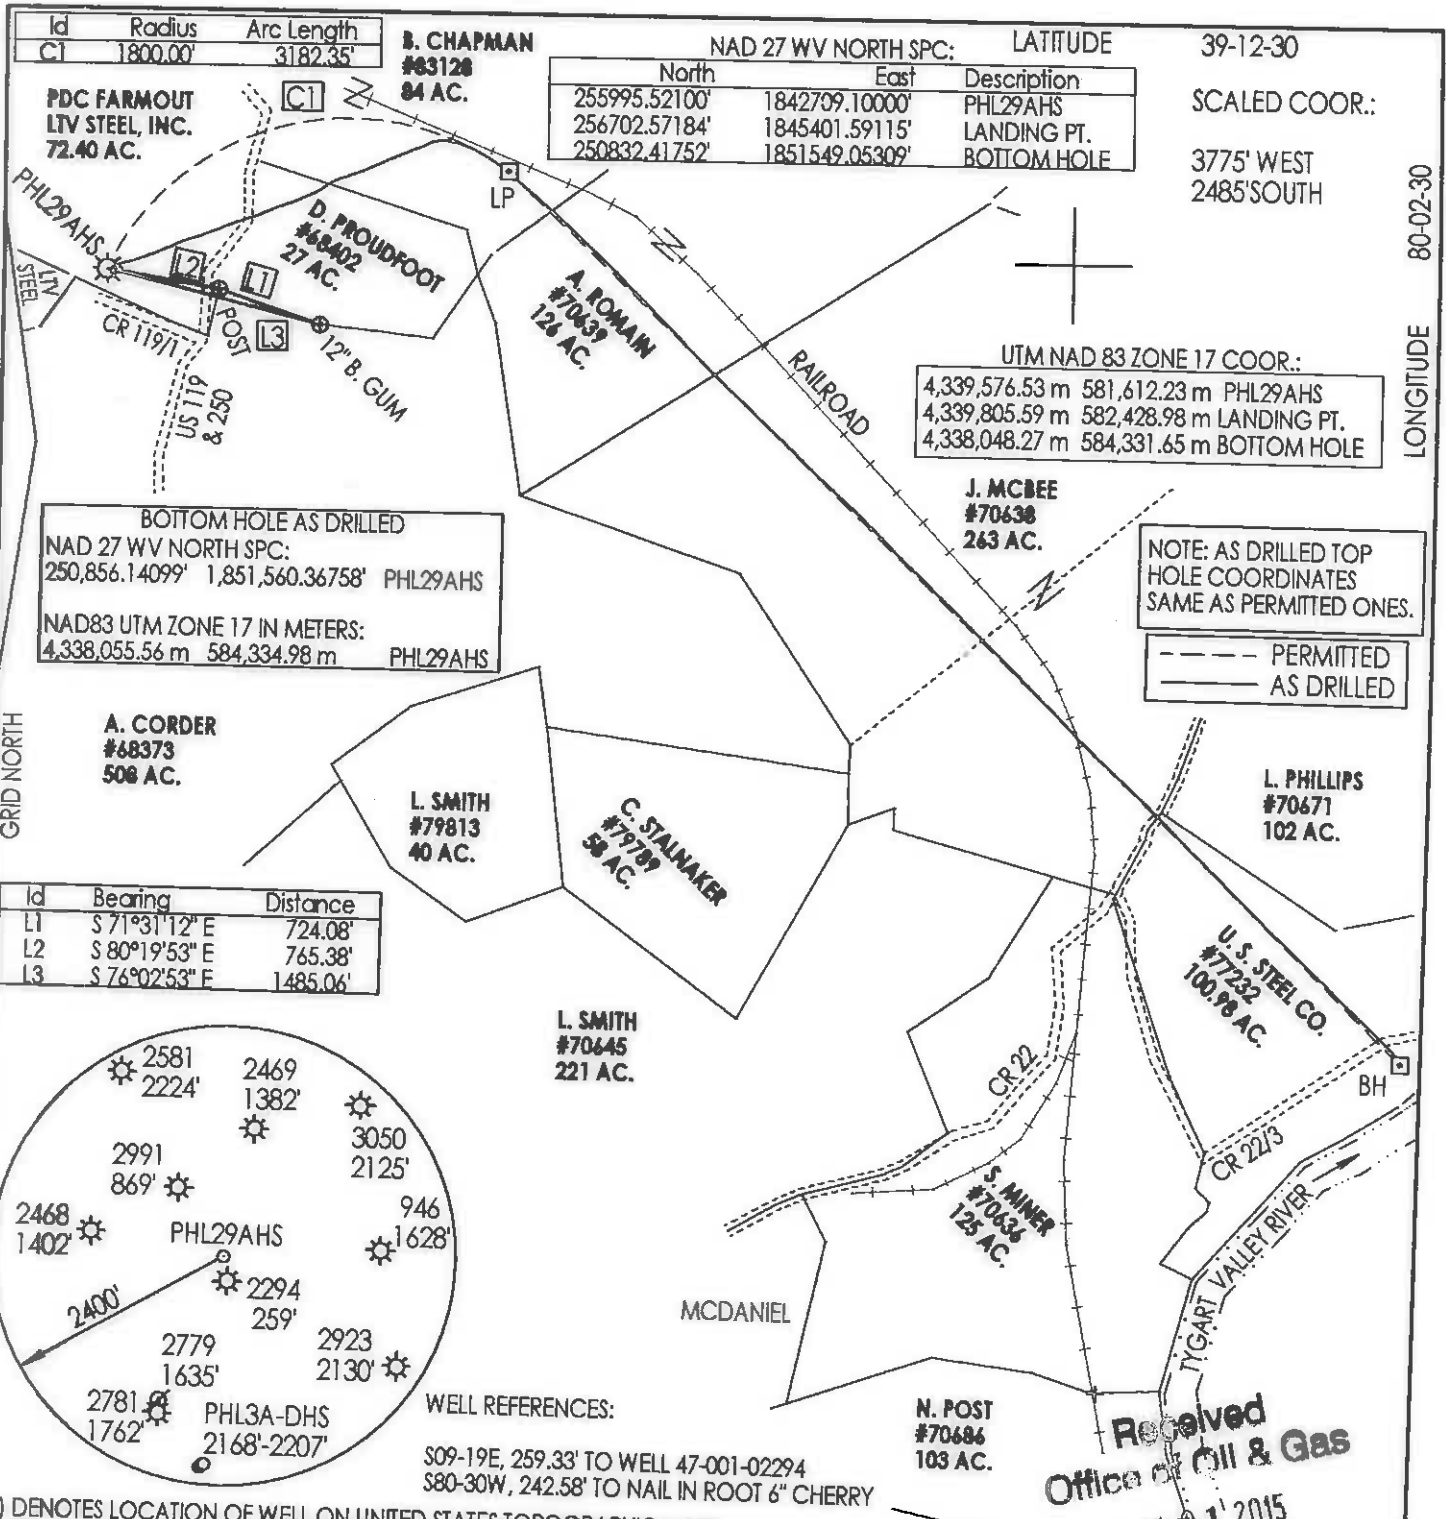 Id Radius Arc Length
C1 1800.00' 3182.35'
B. CHAPMAN
#83128
84 AC.
NAD 27 WV NORTH SPC:
North East Description
255995.52100' 1842709.10000' PHL29AHS
256702.57184' 1845401.59115' LANDING PT.
250832.41752' 1851549.05309' BOTTOM HOLE
LATITUDE 39-12-30
SCALED COOR.:
3775' WEST
2485'SOUTH
LONGITUDE 80-02-30
PDC FARMOUT
LTV STEEL, INC.
72.40 AC.
C1
LP
PHL29AHS
D. PROUDFOOT
#68402
27 AC.
L2
L1
L3
LTV
STEEL
CR 119/1
POST
12" B. GUM
US 119
& 250
A. ROMAIN
#70639
126 AC.
RAILROAD
UTM NAD 83 ZONE 17 COOR.:
4,339,576.53 m 581,612.23 m PHL29AHS
4,339,805.59 m 582,428.98 m LANDING PT.
4,338,048.27 m 584,331.65 m BOTTOM HOLE
BOTTOM HOLE AS DRILLED
NAD 27 WV NORTH SPC:
250,856.14099' 1,851,560.36758' PHL29AHS
NAD83 UTM ZONE 17 IN METERS:
4,338,055.56 m 584,334.98 m PHL29AHS
J. MCBEE
#70638
263 AC.
NOTE: AS DRILLED TOP
HOLE COORDINATES
SAME AS PERMITTED ONES.
PERMITTED
AS DRILLED
GRID NORTH
A. CORDER
#68373
508 AC.
L. SMITH
#79813
40 AC.
C. STALNAKER
#79789
58 AC.
L. PHILLIPS
#70671
102 AC.
Id Bearing Distance
L1 S 71°31'12" E 724.08'
L2 S 80°19'53" E 765.38'
L3 S 76°02'53" E 1485.06'
U. S. STEEL CO.
#77232
100.98 AC.
L. SMITH
#70645
221 AC.
CR 22
BH
CR 22/3
2581
2224'
2469
1382'
3050
2125'
2991
869'
2468
1402'
PHL29AHS
946
1628'
2294
259'
2400'
2779
1635'
2923
2130'
2781
1762'
PHL3A-DHS
2168'-2207'
S. MINER
#70636
125 AC.
TYGART VALLEY RIVER
MCDANIEL
WELL REFERENCES:
S09-19E, 259.33' TO WELL 47-001-02294
S80-30W, 242.58' TO NAIL IN ROOT 6" CHERRY
N. POST
#70686
103 AC.
Received
Office of Oil & Gas
2015
) DENOTES LOCATION OF WELL ON UNITED STATES TOPOGRAPHIC